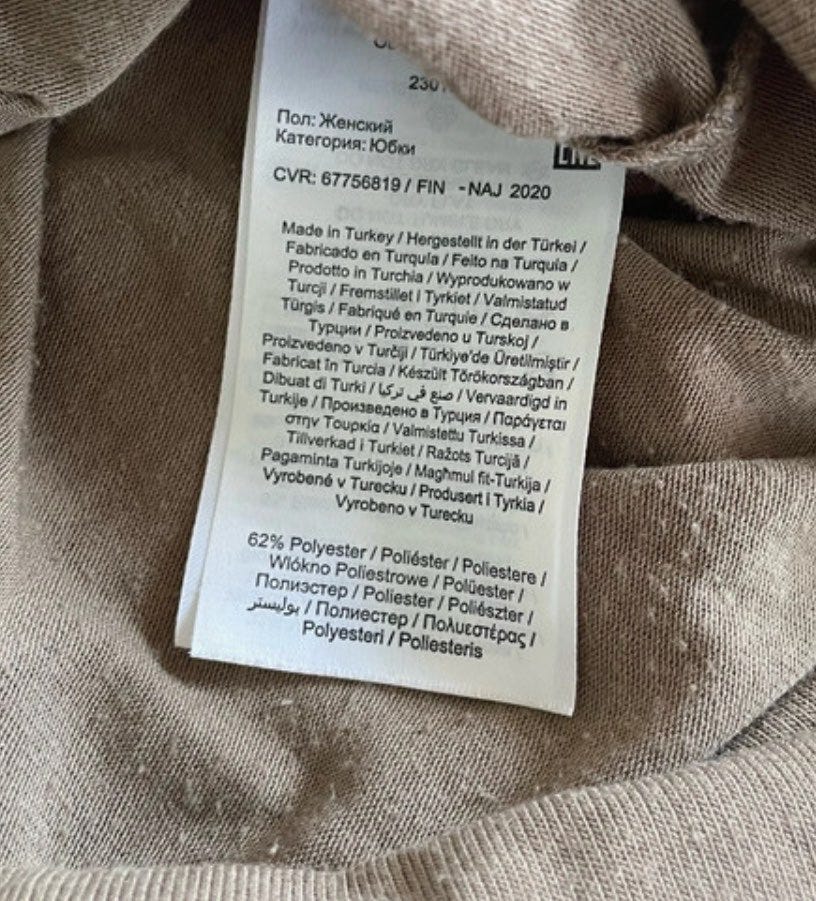 2301
Пол: Женский
Категория: Юбки
CVR: 67756819 / FIN - NAJ 2020
Made in Turkey / Hergestellt in der Türkei /
Fabricado en Turquía / Feito na Turquia /
Prodotto in Turchia / Wyprodukowano w
Turcji / Fremstillet i Tyrkiet / Valmistatud
Türgis / Fabriqué en Turquie / Сделано в
Турции / Proizvedeno u Turskoj /
Proizvedeno v Turčiji / Türkiye'de Üretilmiştir /
Fabricat în Turcia / Készült Törökországban /
Dibuat di Turki / صنع في تركيا / Vervaardigd in
Turkije / Произведено в Турция / Παράγεται
στην Τουρκία / Valmistettu Turkissa /
Tillverkad i Turkiet / Ražots Turcijā /
Pagaminta Turkijoje / Magħmul fit-Turkija /
Vyrobené v Turecku / Produsert i Tyrkia /
Vyrobeno v Turecku
62% Polyester / Poliéster / Poliestere /
Włókno Poliestrowe / Polüester /
Полиэстер / Poliester / Poliészter /
بوليستر / Полиестер / Πολυεστέρας /
Polyesteri / Poliesteris